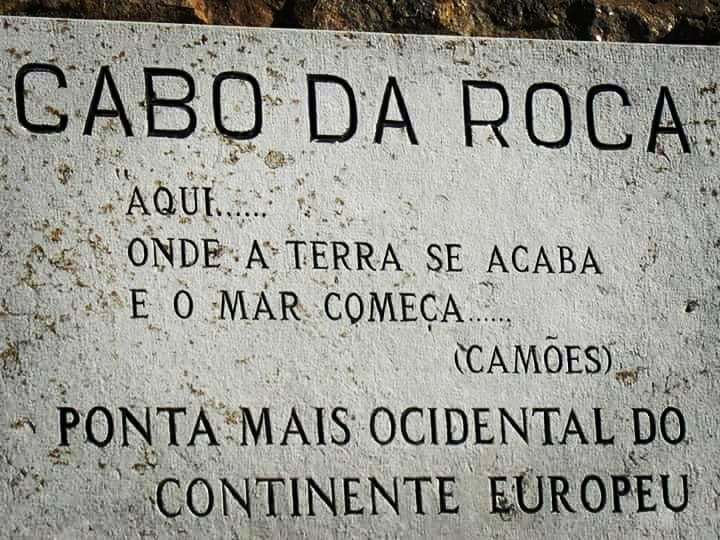 CABO DA ROCA
"AQUI......
ONDE A TERRA SE ACABA
E O MAR COMEÇA......
(CAMÕES)
PONTA MAIS OCIDENTAL DO
CONTINENTE EUROPEU